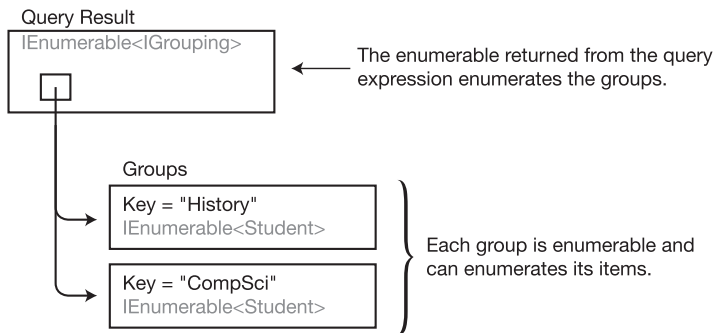 Query Result
IEnumerable<IGrouping>
The enumerable returned from the query
expression enumerates the groups.
Groups
Key = "History"
IEnumerable<Student>
Key = "CompSci"
IEnumerable<Student>
Each group is enumerable and
can enumerates its items.